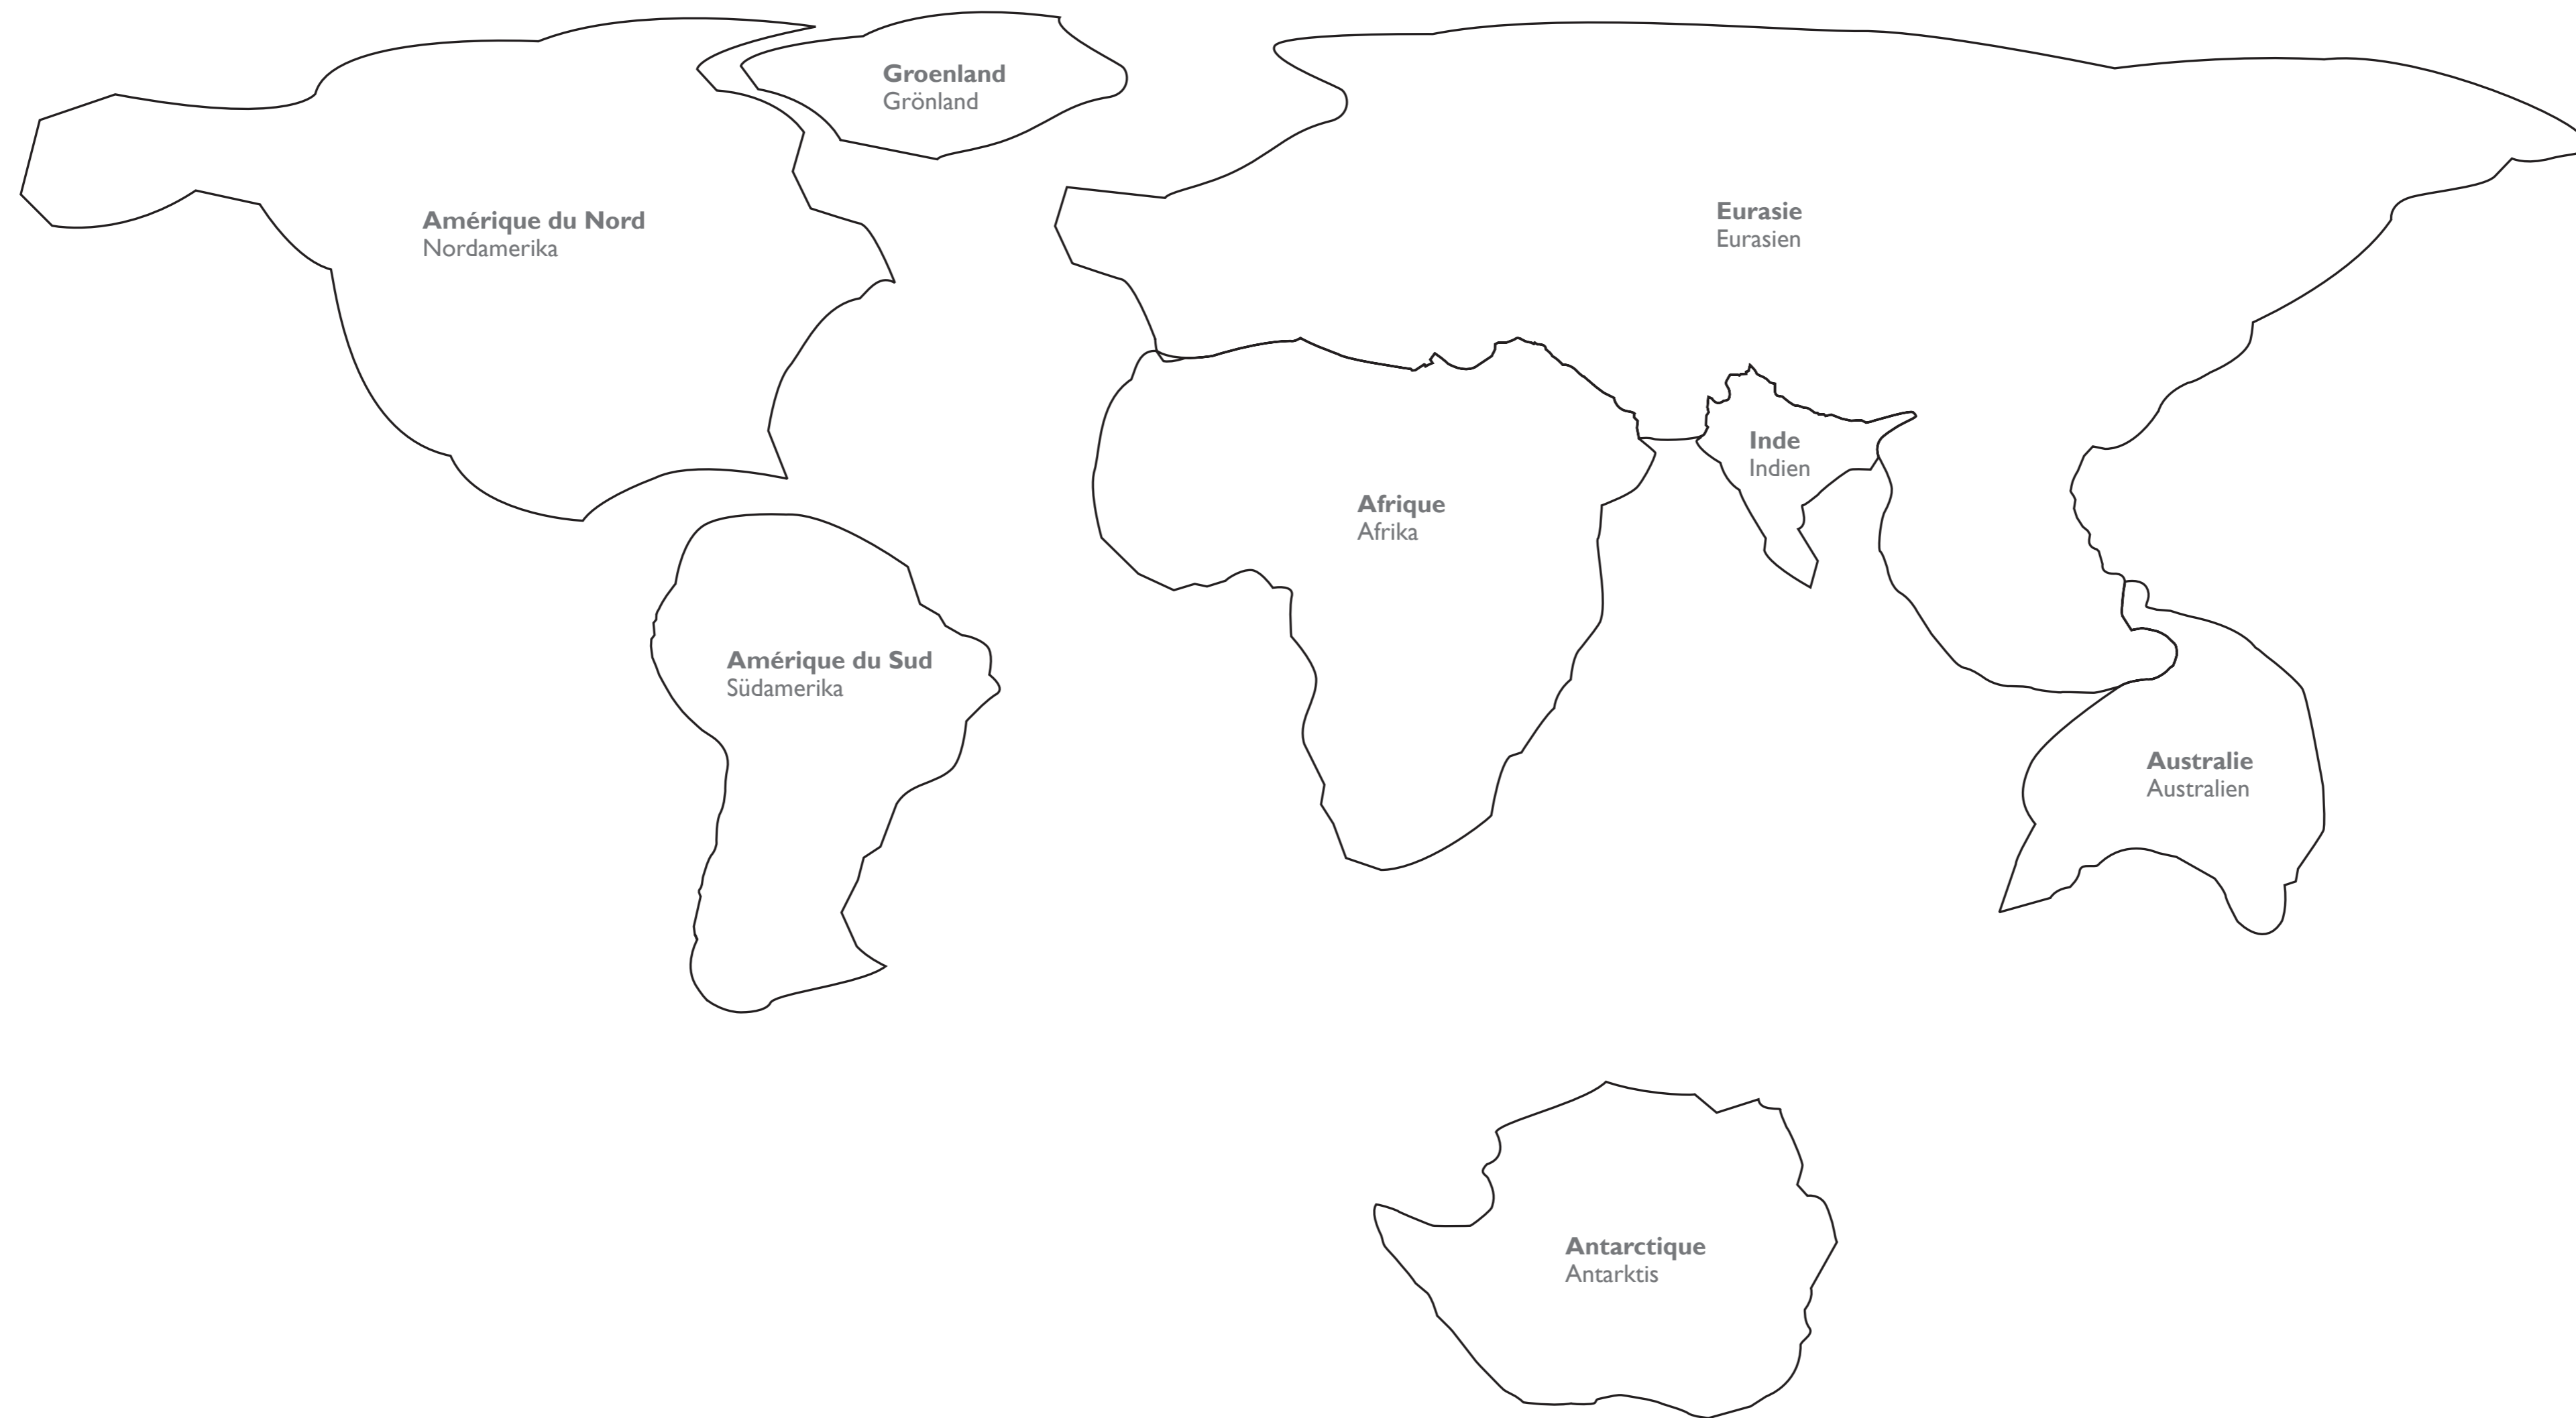 Groenland
Grönland
Amérique du Nord
Nordamerika
Eurasie
Eurasien
Inde
Indien
Afrique
Afrika
Amérique du Sud
Südamerika
Australie
Australien
Antarctique
Antarktis